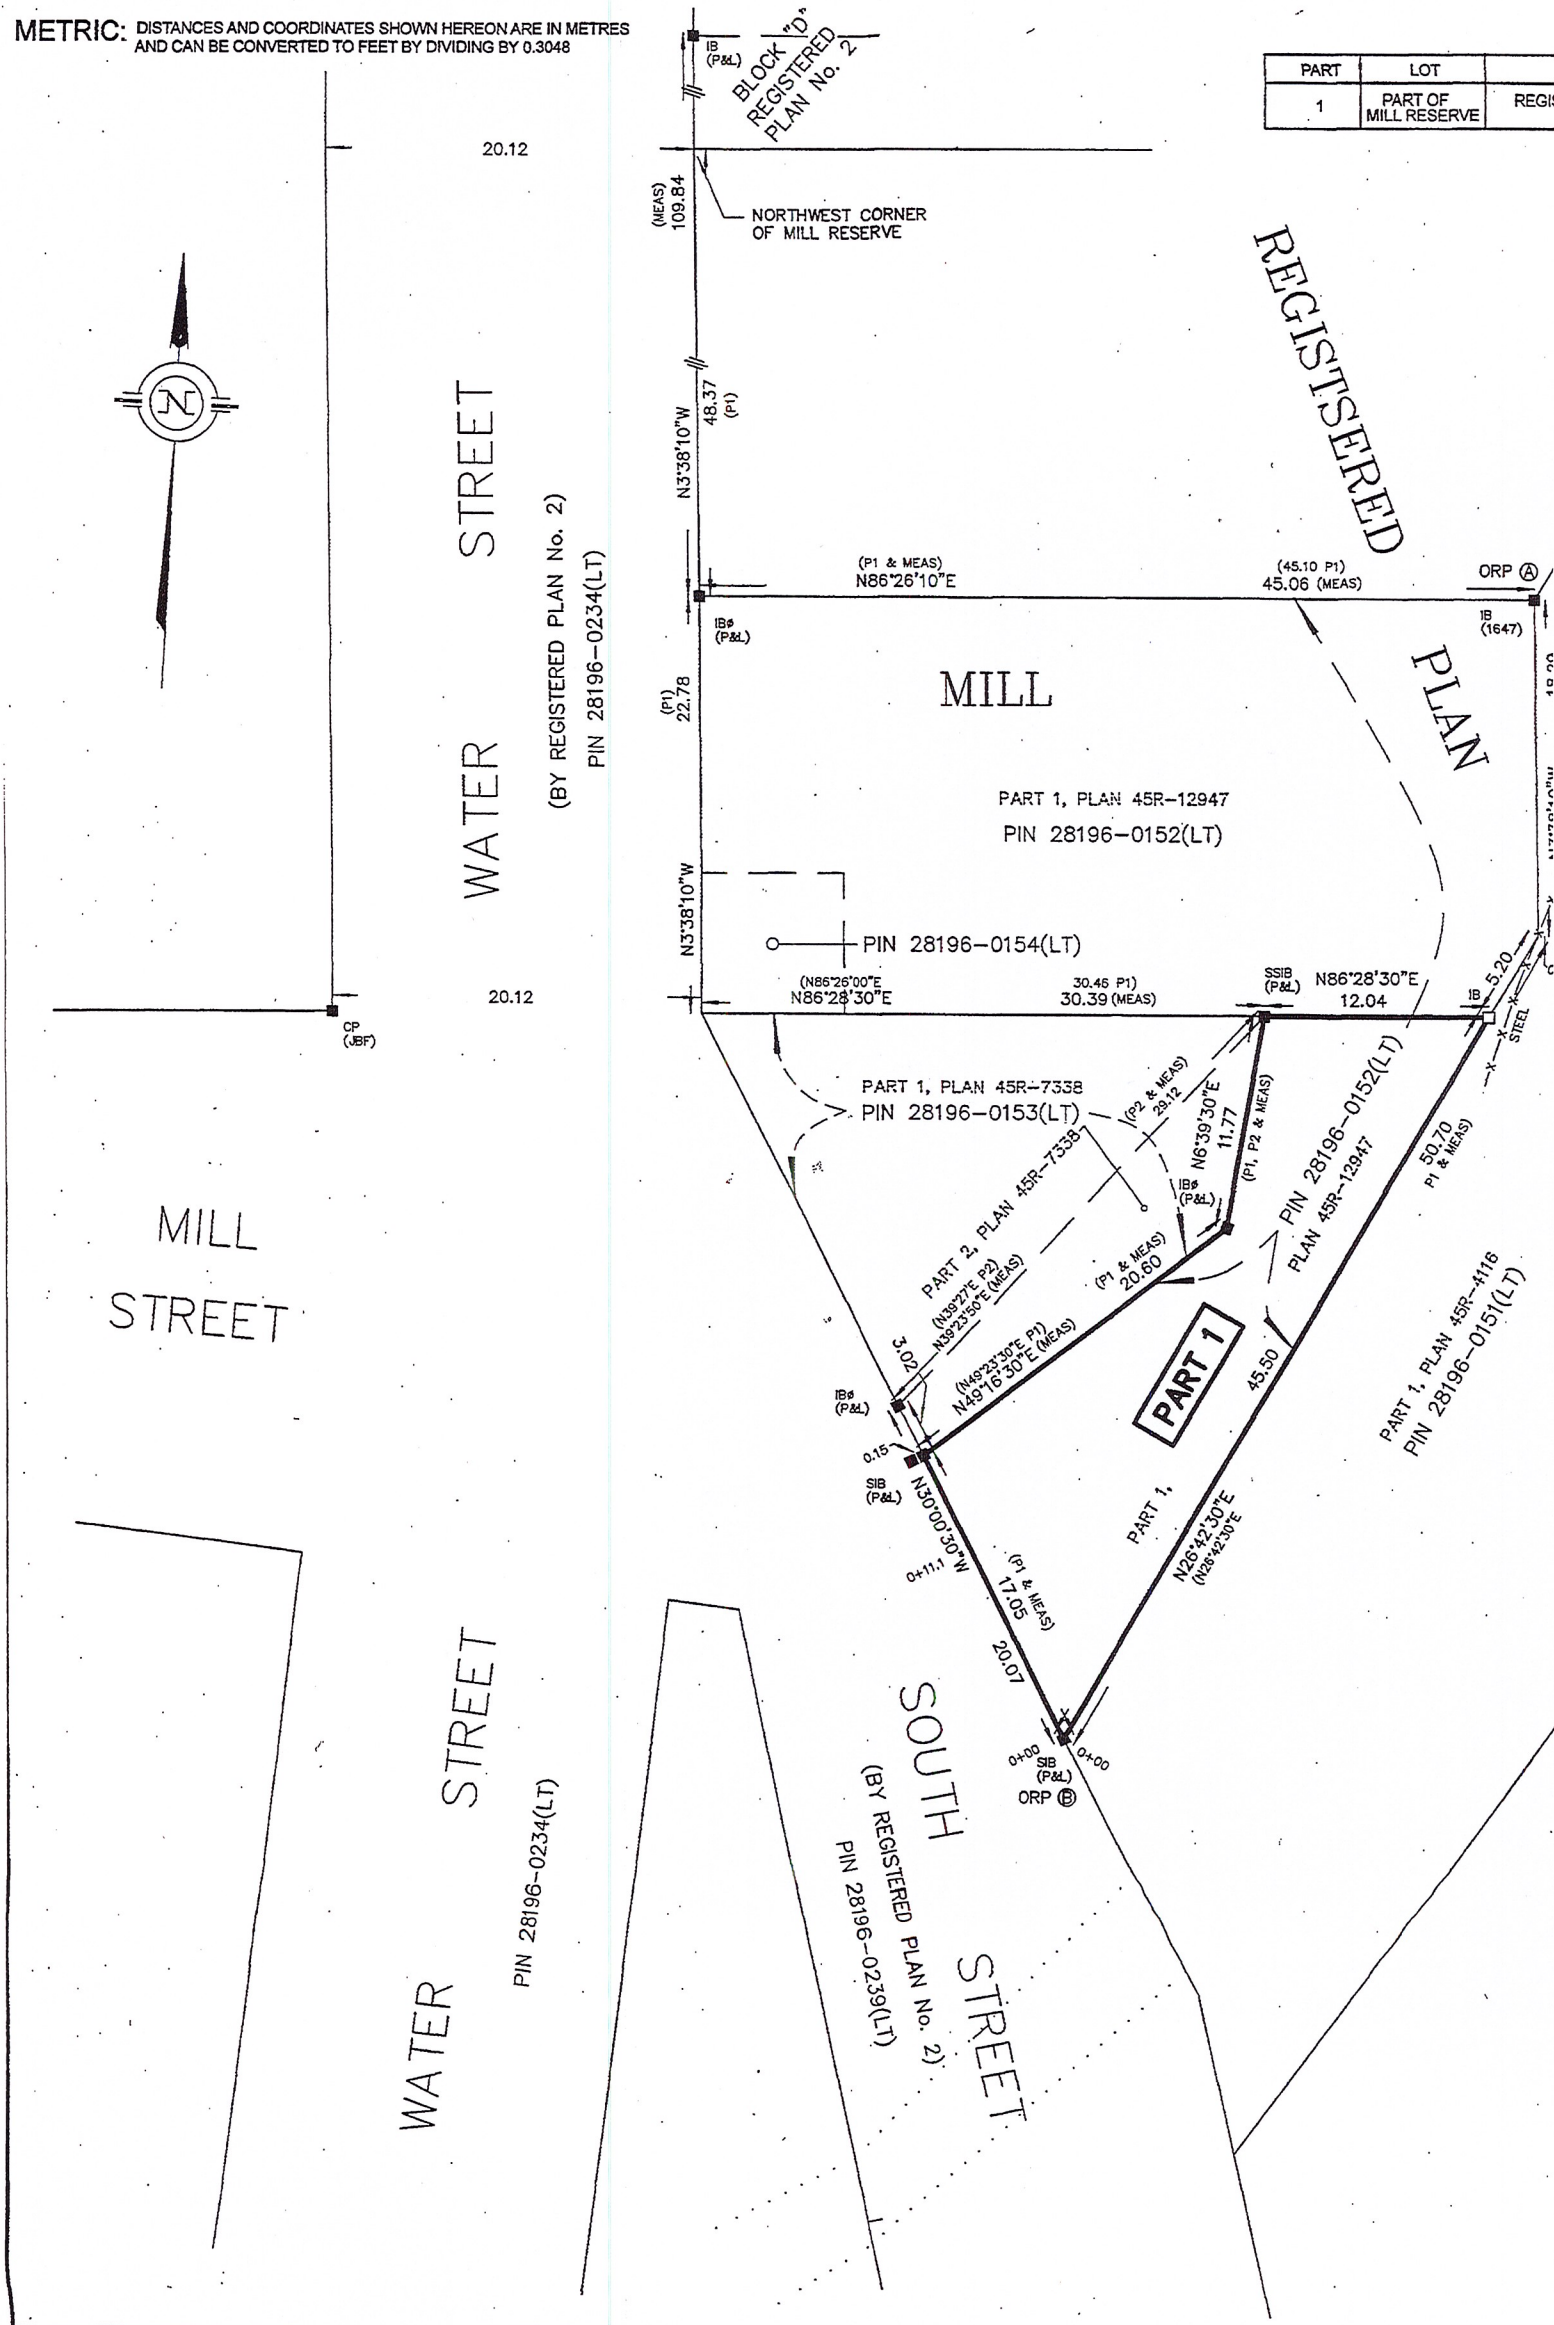 METRIC: DISTANCES AND COORDINATES SHOWN HEREON ARE IN METRES
AND CAN BE CONVERTED TO FEET BY DIVIDING BY 0.3048
IB
(P&L)
BLOCK "D"
REGISTERED
PLAN No. 2
PART LOT
1 PART OF
MILL RESERVE
20.12
(MEAS)
109.84
NORTHWEST CORNER
OF MILL RESERVE
REGISTSERED
PLAN
N
N3°38'10"W
48.37
(P1)
WATER STREET
(BY REGISTERED PLAN No. 2)
PIN 28196-0234(LT)
(P1 & MEAS)
N86°26'10"E
(45.10 P1)
45.06 (MEAS)
ORP A
IBø
(P&L)
IB
(1647)
(P1)
22.78
MILL
18.20
PART 1, PLAN 45R-12947
PIN 28196-0152(LT)
N3°38'10"W
PIN 28196-0154(LT)
(N86°26'00"E
N86°28'30"E
30.46 P1)
30.39 (MEAS)
SSIB
(P&L)
N86°28'30"E
12.04
IB
5.20
STEEL
20.12
CP
(JBF)
PART 1, PLAN 45R-7338
PIN 28196-0153(LT)
(P2 & MEAS)
29.12
N6°39'30"E
11.77
(P1, P2 & MEAS)
PIN 28196-0152(LT)
PLAN 45R-12947
50.70
P1 & MEAS)
IBø
(P&L)
MILL
STREET
PART 2, PLAN 45R-7338
(N39°27'E P2)
N39°23'50"E (MEAS)
(P1 & MEAS)
20.60
(N49°23'30"E P1)
N49°16'30"E (MEAS)
3.02
IBø
(P&L)
0.15
SIB
(P&L)
PART 1
45.50
PART 1, PLAN 45R-4116
PIN 28196-0151(LT)
PART 1,
N26°42'30"E
(N26°42'30"E
N30°00'30"W
0+11.1
(P1 & MEAS)
17.05
20.07
0+00
0+00
SIB
(P&L)
ORP B
WATER STREET
PIN 28196-0234(LT)
SOUTH STREET
(BY REGISTERED PLAN No. 2)
PIN 28196-0239(LT)